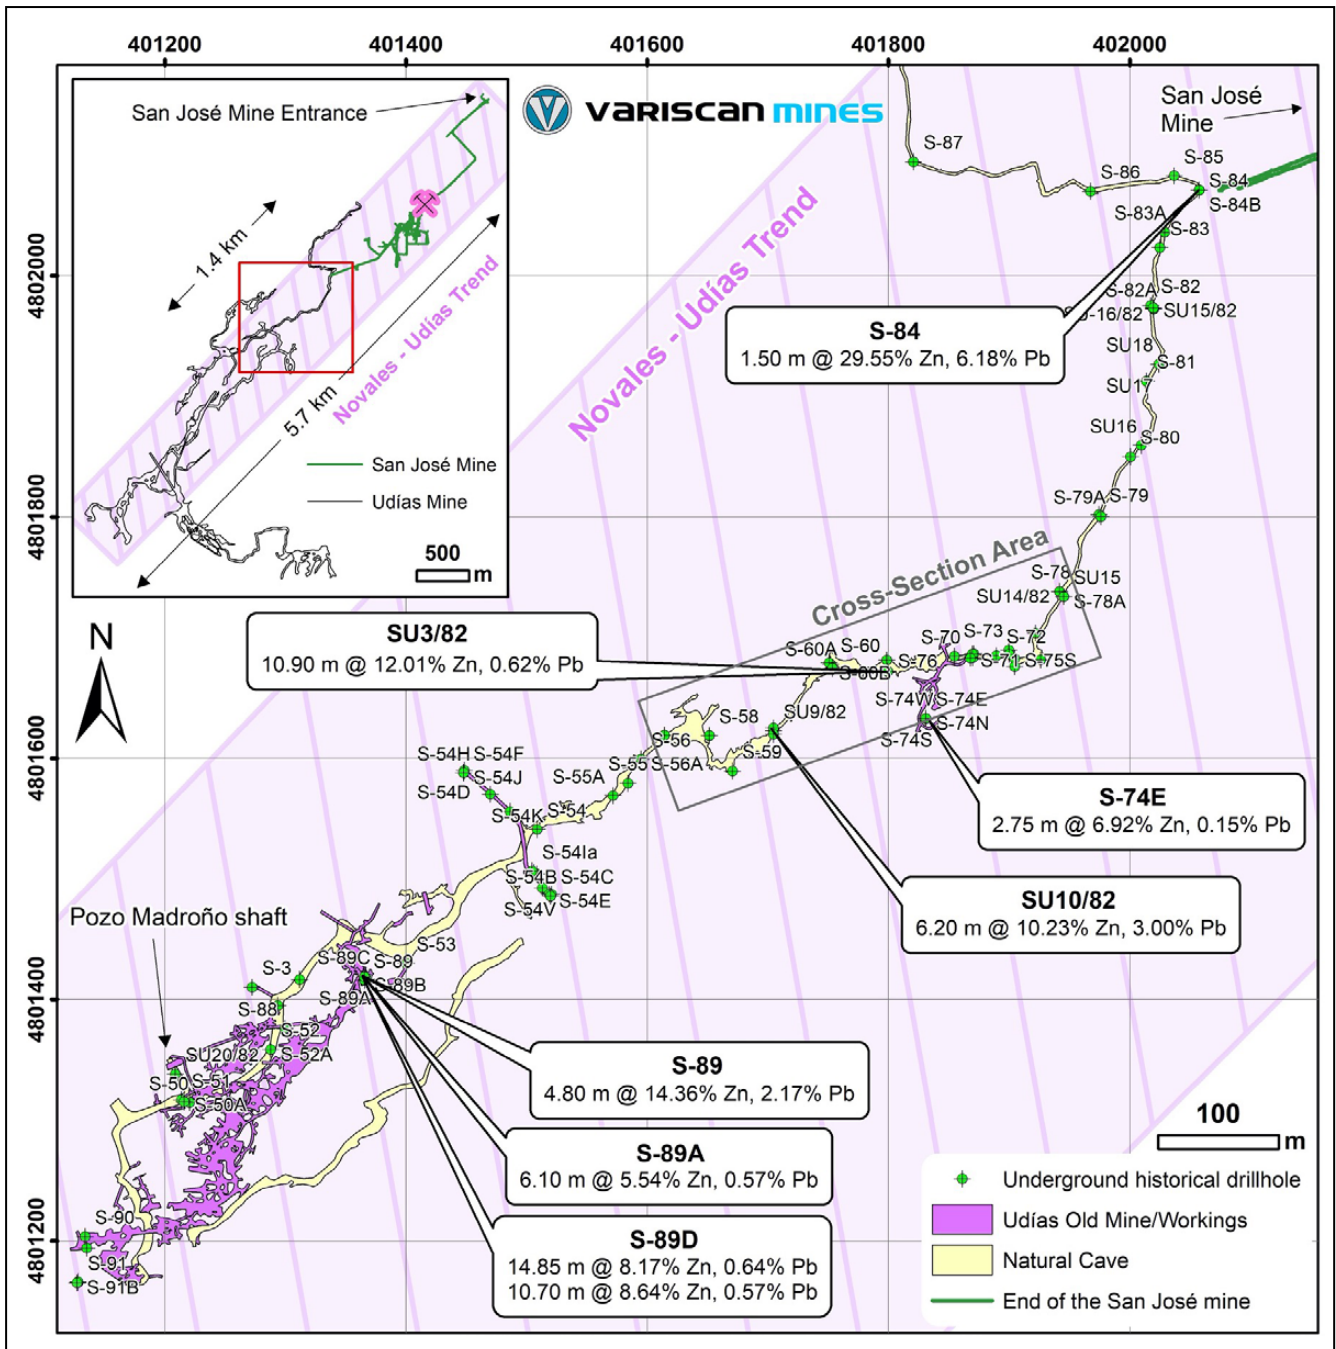 401200 401400 401600 401800 402000
San José Mine Entrance
1.4 km
5.7 km
Novales - Udías Trend
San José Mine
Udías Mine
500
m
VARISCAN MINES
San José
Mine
S-87
S-86
S-85
S-84
S-84B
S-83A
S-83
S-82A
S-82
SU15/82
SU18
S-81
SU17
SU16
S-80
S-79A
S-79
S-78
SU15
SU14/82
S-78A
4802000
4801800
4801600
4801400
4801200
Novales - Udías Trend
S-84
1.50 m @ 29.55% Zn, 6.18% Pb
Cross-Section Area
N
SU3/82
10.90 m @ 12.01% Zn, 0.62% Pb
S-60A
S-60
S-60B
S-76
S-70
S-73
S-72
S-71
S-75S
S-74W
S-74E
S-74N
S-74S
SU9/82
S-58
S-59
S-56
S-56A
S-55
S-55A
S-54H
S-54F
S-54J
S-54D
S-54K
S-54
S-54Ia
S-54B
S-54C
S-54E
S-54V
S-74E
2.75 m @ 6.92% Zn, 0.15% Pb
SU10/82
6.20 m @ 10.23% Zn, 3.00% Pb
Pozo Madroño shaft
S-53
S-89C
S-89
S-89B
S-89A
S-3
S-88
S-52
S-52A
SU20/82
S-50
S-51
S-50A
S-90
S-91
S-91B
S-89
4.80 m @ 14.36% Zn, 2.17% Pb
S-89A
6.10 m @ 5.54% Zn, 0.57% Pb
S-89D
14.85 m @ 8.17% Zn, 0.64% Pb
10.70 m @ 8.64% Zn, 0.57% Pb
100
m
Underground historical drillhole
Udías Old Mine/Workings
Natural Cave
End of the San José mine